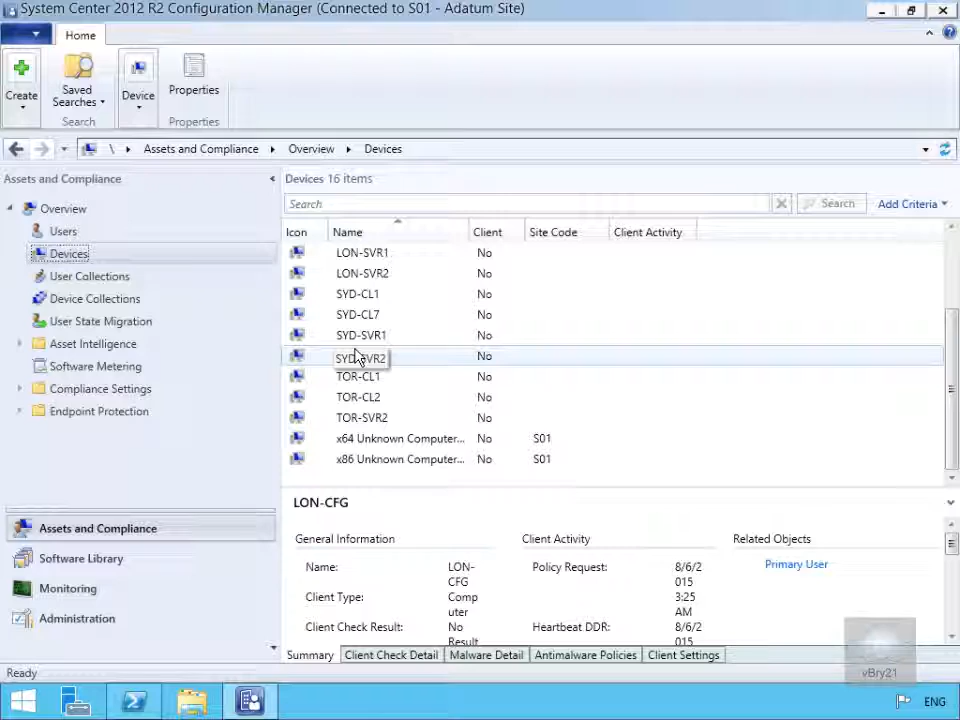 System Center 2012 R2 Configuration Manager (Connected to S01 - Adatum Site)
Home
Create
Saved Searches
Device
Properties
Search
Properties
\ Assets and Compliance Overview Devices
Assets and Compliance
Devices 16 items
Search
Search
Add Criteria
Icon Name Client Site Code Client Activity
LON-SVR1 No
LON-SVR2 No
SYD-CL1 No
SYD-CL7 No
SYD-SVR1 No
SYD-SVR2 No
TOR-CL1 No
TOR-CL2 No
TOR-SVR2 No
x64 Unknown Computer... No S01
x86 Unknown Computer... No S01
Overview
Users
Devices
User Collections
Device Collections
User State Migration
Asset Intelligence
Software Metering
Compliance Settings
Endpoint Protection
Assets and Compliance
Software Library
Monitoring
Administration
LON-CFG
General Information
Name: LON-
CFG
Client Type: Comp
uter
Client Check Result: No
Result
Client Activity
Policy Request: 8/6/2
015
3:25
AM
Heartbeat DDR: 8/6/2
015
Related Objects
Primary User
Summary Client Check Detail Malware Detail Antimalware Policies Client Settings
Ready
vBry21
ENG